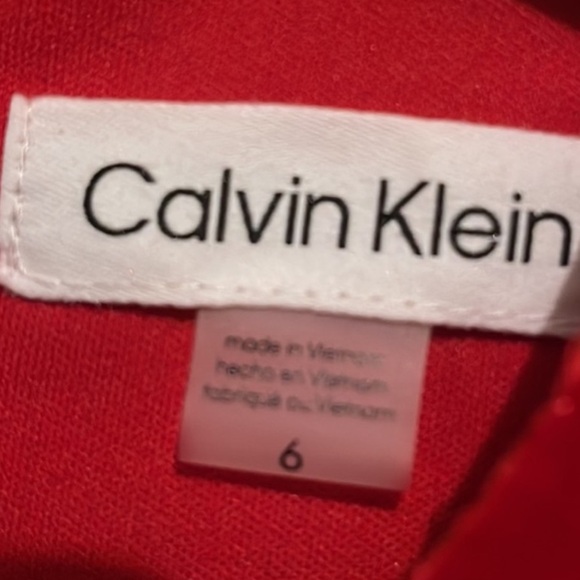 Calvin Klein
made in Vietnam
hecho en Vietnam
fabriqué au Vietnam
6